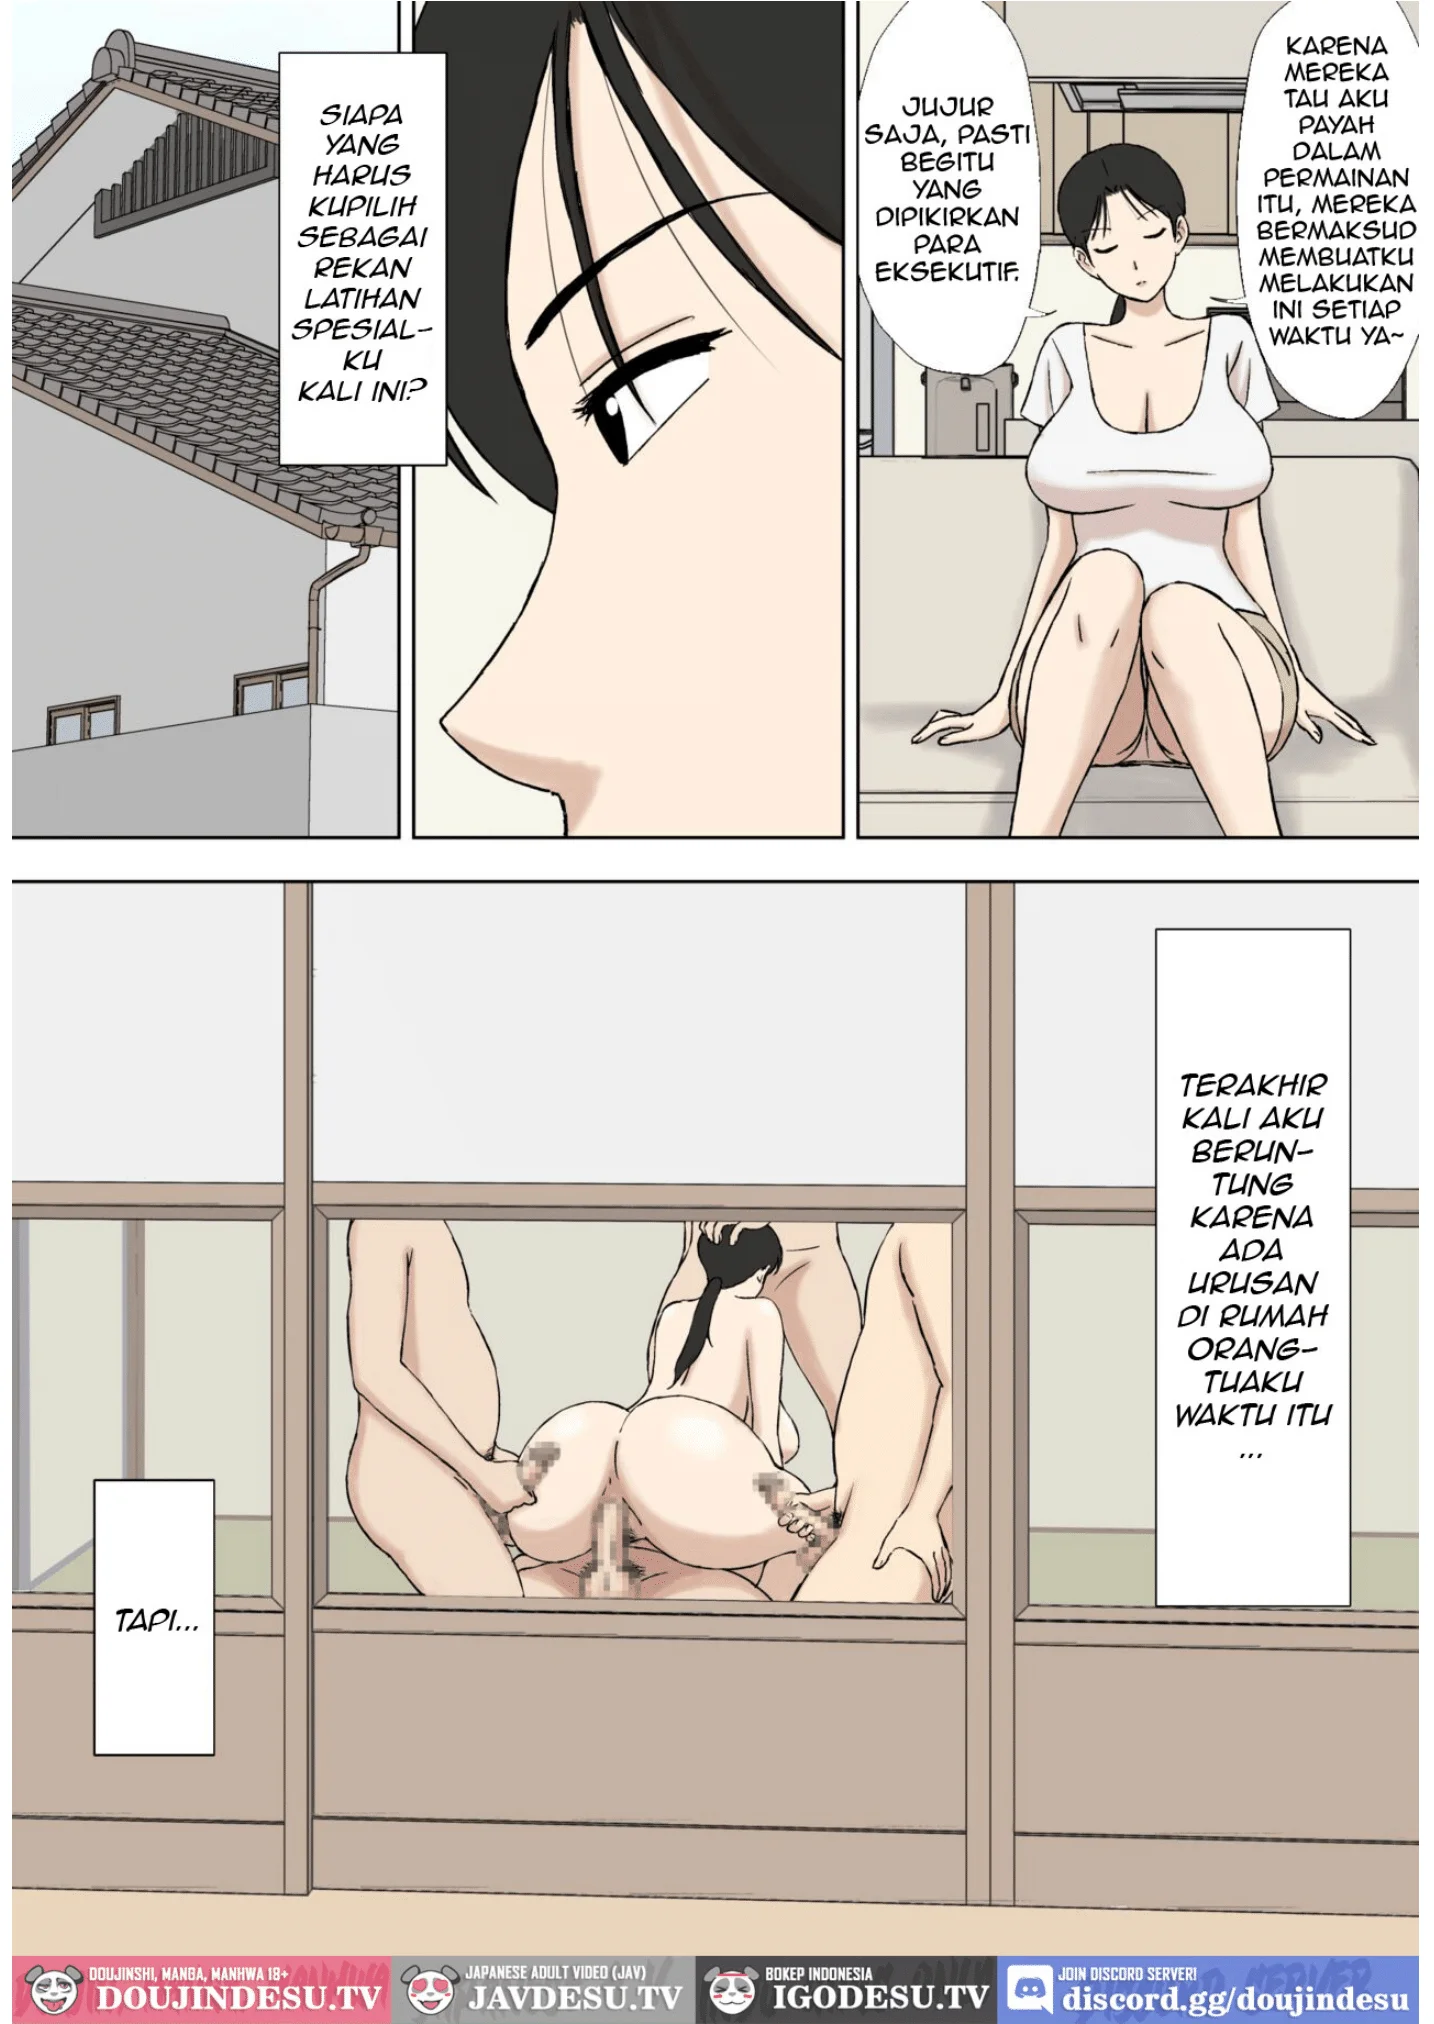 KARENA
MEREKA
TAU AKU
PAYAH
DALAM
PERMAINAN
ITU, MEREKA
BERMAKSUD
MEMBUATKU
MELAKUKAN
INI SETIAP
WAKTU YA~
JUJUR
SAJA, PASTI
BEGITU
YANG
DIPIKIRKAN
PARA
EKSEKUTIF.
SIAPA
YANG
HARUS
KUPILIH
SEBAGAI
REKAN
LATIHAN
SPESIAL-
KU
KALI INI?
TERAKHIR
KALI AKU
BERUN-
TUNG
KARENA
ADA
URUSAN
DI RUMAH
ORANG-
TUAKU
WAKTU ITU
...
TAPI...
DOUJINSHI, MANGA, MANHWA 18+
DOUJINDESU.TV
JAPANESE ADULT VIDEO (JAV)
JAVDESU.TV
BOKEP INDONESIA
IGODESU.TV
JOIN DISCORD SERVER!
discord.gg/doujindesu